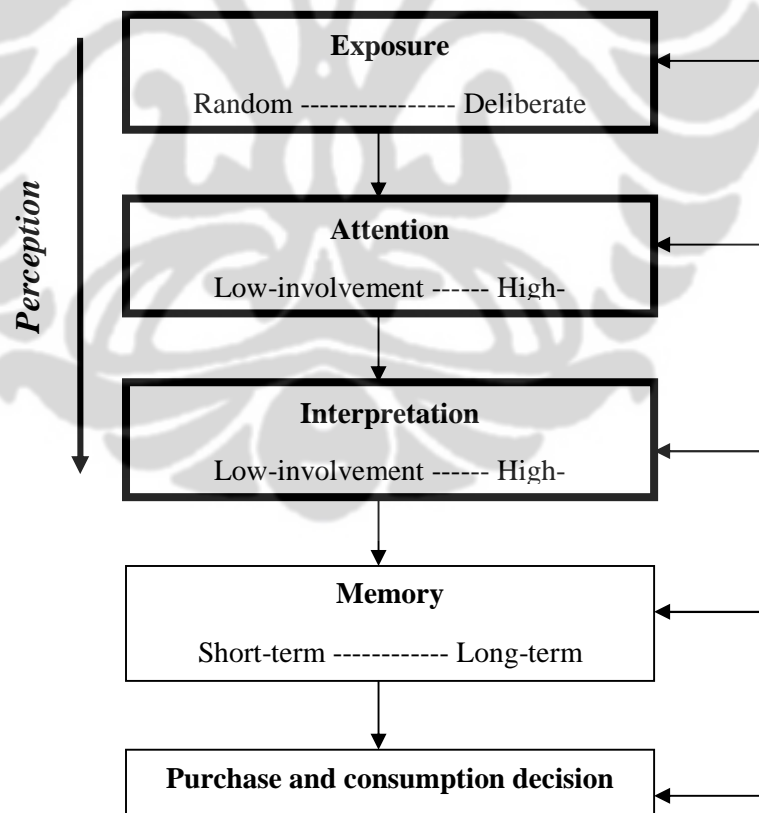 Exposure
Random ---------------- Deliberate
Perception
Attention
Low-involvement ------ High-
Interpretation
Low-involvement ------ High-
Memory
Short-term ------------ Long-term
Purchase and consumption decision